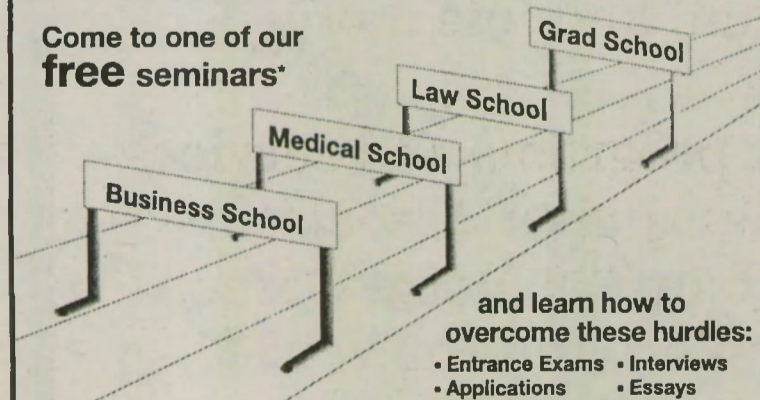 Come to one of our
free seminars*
Grad School
Law School
Medical School
Business School
and learn how to
overcome these hurdles:
• Entrance Exams • Interviews
• Applications • Essays